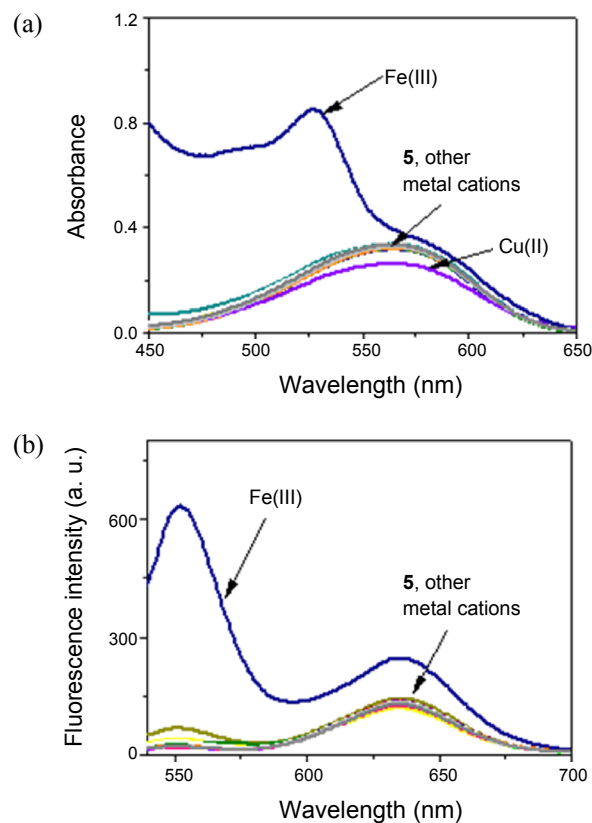 (a)
Absorbance
1.2
0.8
0.4
0.0
Fe(III)
5, other
metal cations
Cu(II)
450 500 550 600 650
Wavelength (nm)
(b)
Fluorescence intensity (a. u.)
600
300
0
Fe(III)
5, other
metal cations
550 600 650 700
Wavelength (nm)